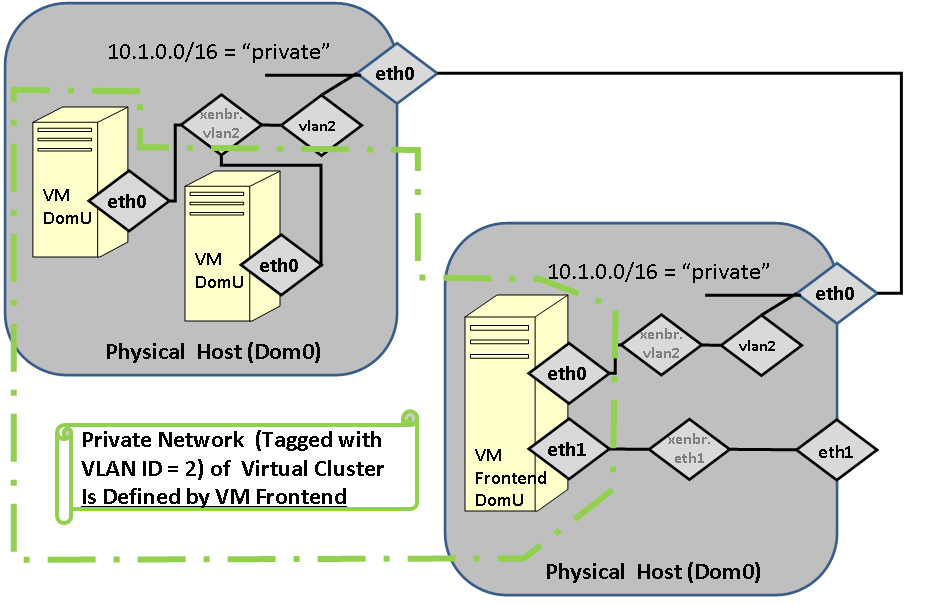 10.1.0.0/16 = “private”
eth0
xenbr.
vlan2
vlan2
VM
DomU
eth0
VM
DomU
eth0
Physical Host (Dom0)
10.1.0.0/16 = “private”
eth0
xenbr.
vlan2
vlan2
eth0
VM
Frontend
DomU
eth1
xenbr.
eth1
eth1
Physical Host (Dom0)
Private Network (Tagged with
VLAN ID = 2) of Virtual Cluster
Is Defined by VM Frontend